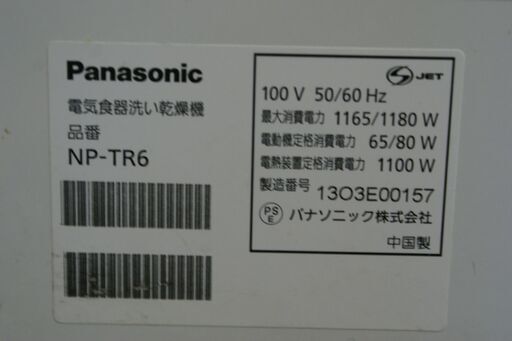 Panasonic
電気食器洗い乾燥機
品番
NP-TR6
S JET
100 V 50/60 Hz
最大消費電力 1165/1180 W
電動機定格消費電力 65/80 W
電熱装置定格消費電力 1100 W
製造番号 13O3E00157
PS E パナソニック株式会社
中国製